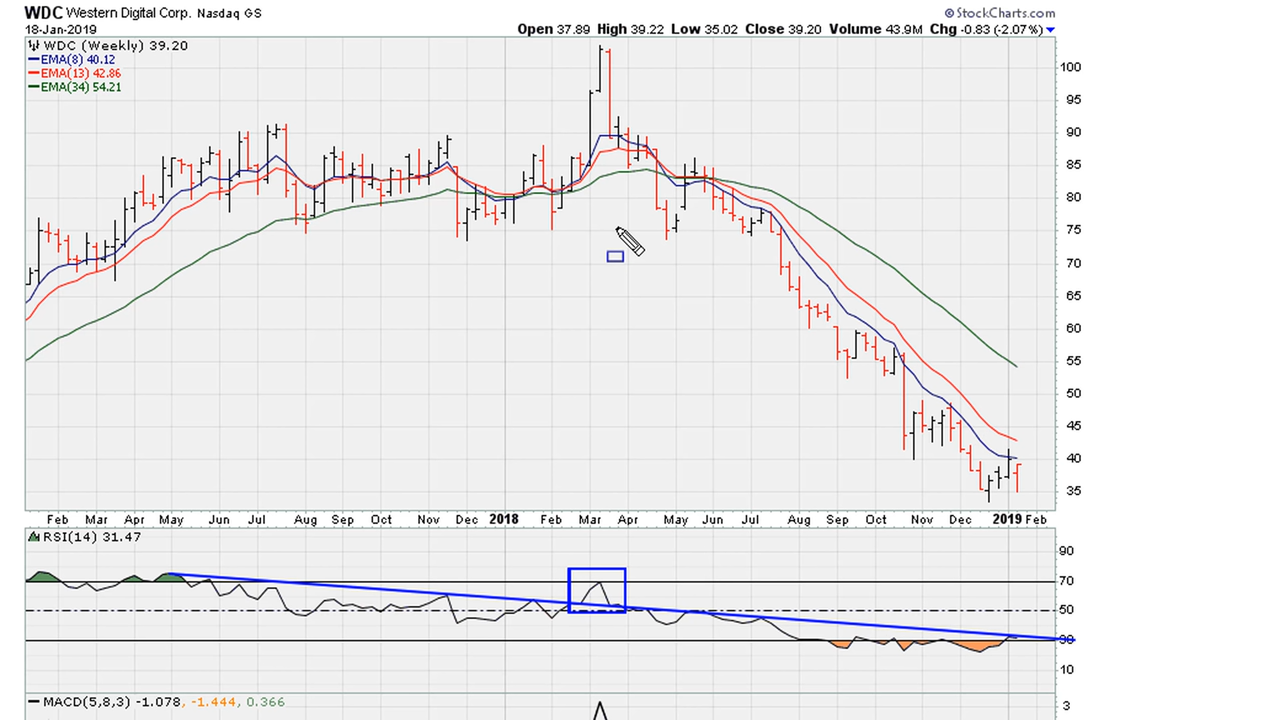 WDC Western Digital Corp. Nasdaq GS
© StockCharts.com
18-Jan-2019
Open 37.89 High 39.22 Low 35.02 Close 39.20 Volume 43.9M Chg -0.83 (-2.07%)
WDC (Weekly) 39.20
EMA(8) 40.12
EMA(13) 42.86
EMA(34) 54.21
100
95
90
85
80
75
70
65
60
55
50
45
40
35
Feb Mar Apr May Jun Jul Aug Sep Oct Nov Dec 2018 Feb Mar Apr May Jun Jul Aug Sep Oct Nov Dec 2019 Feb
RSI(14) 31.47
90
70
50
30
10
MACD(5,8,3) -1.078, -1.444, 0.366
3